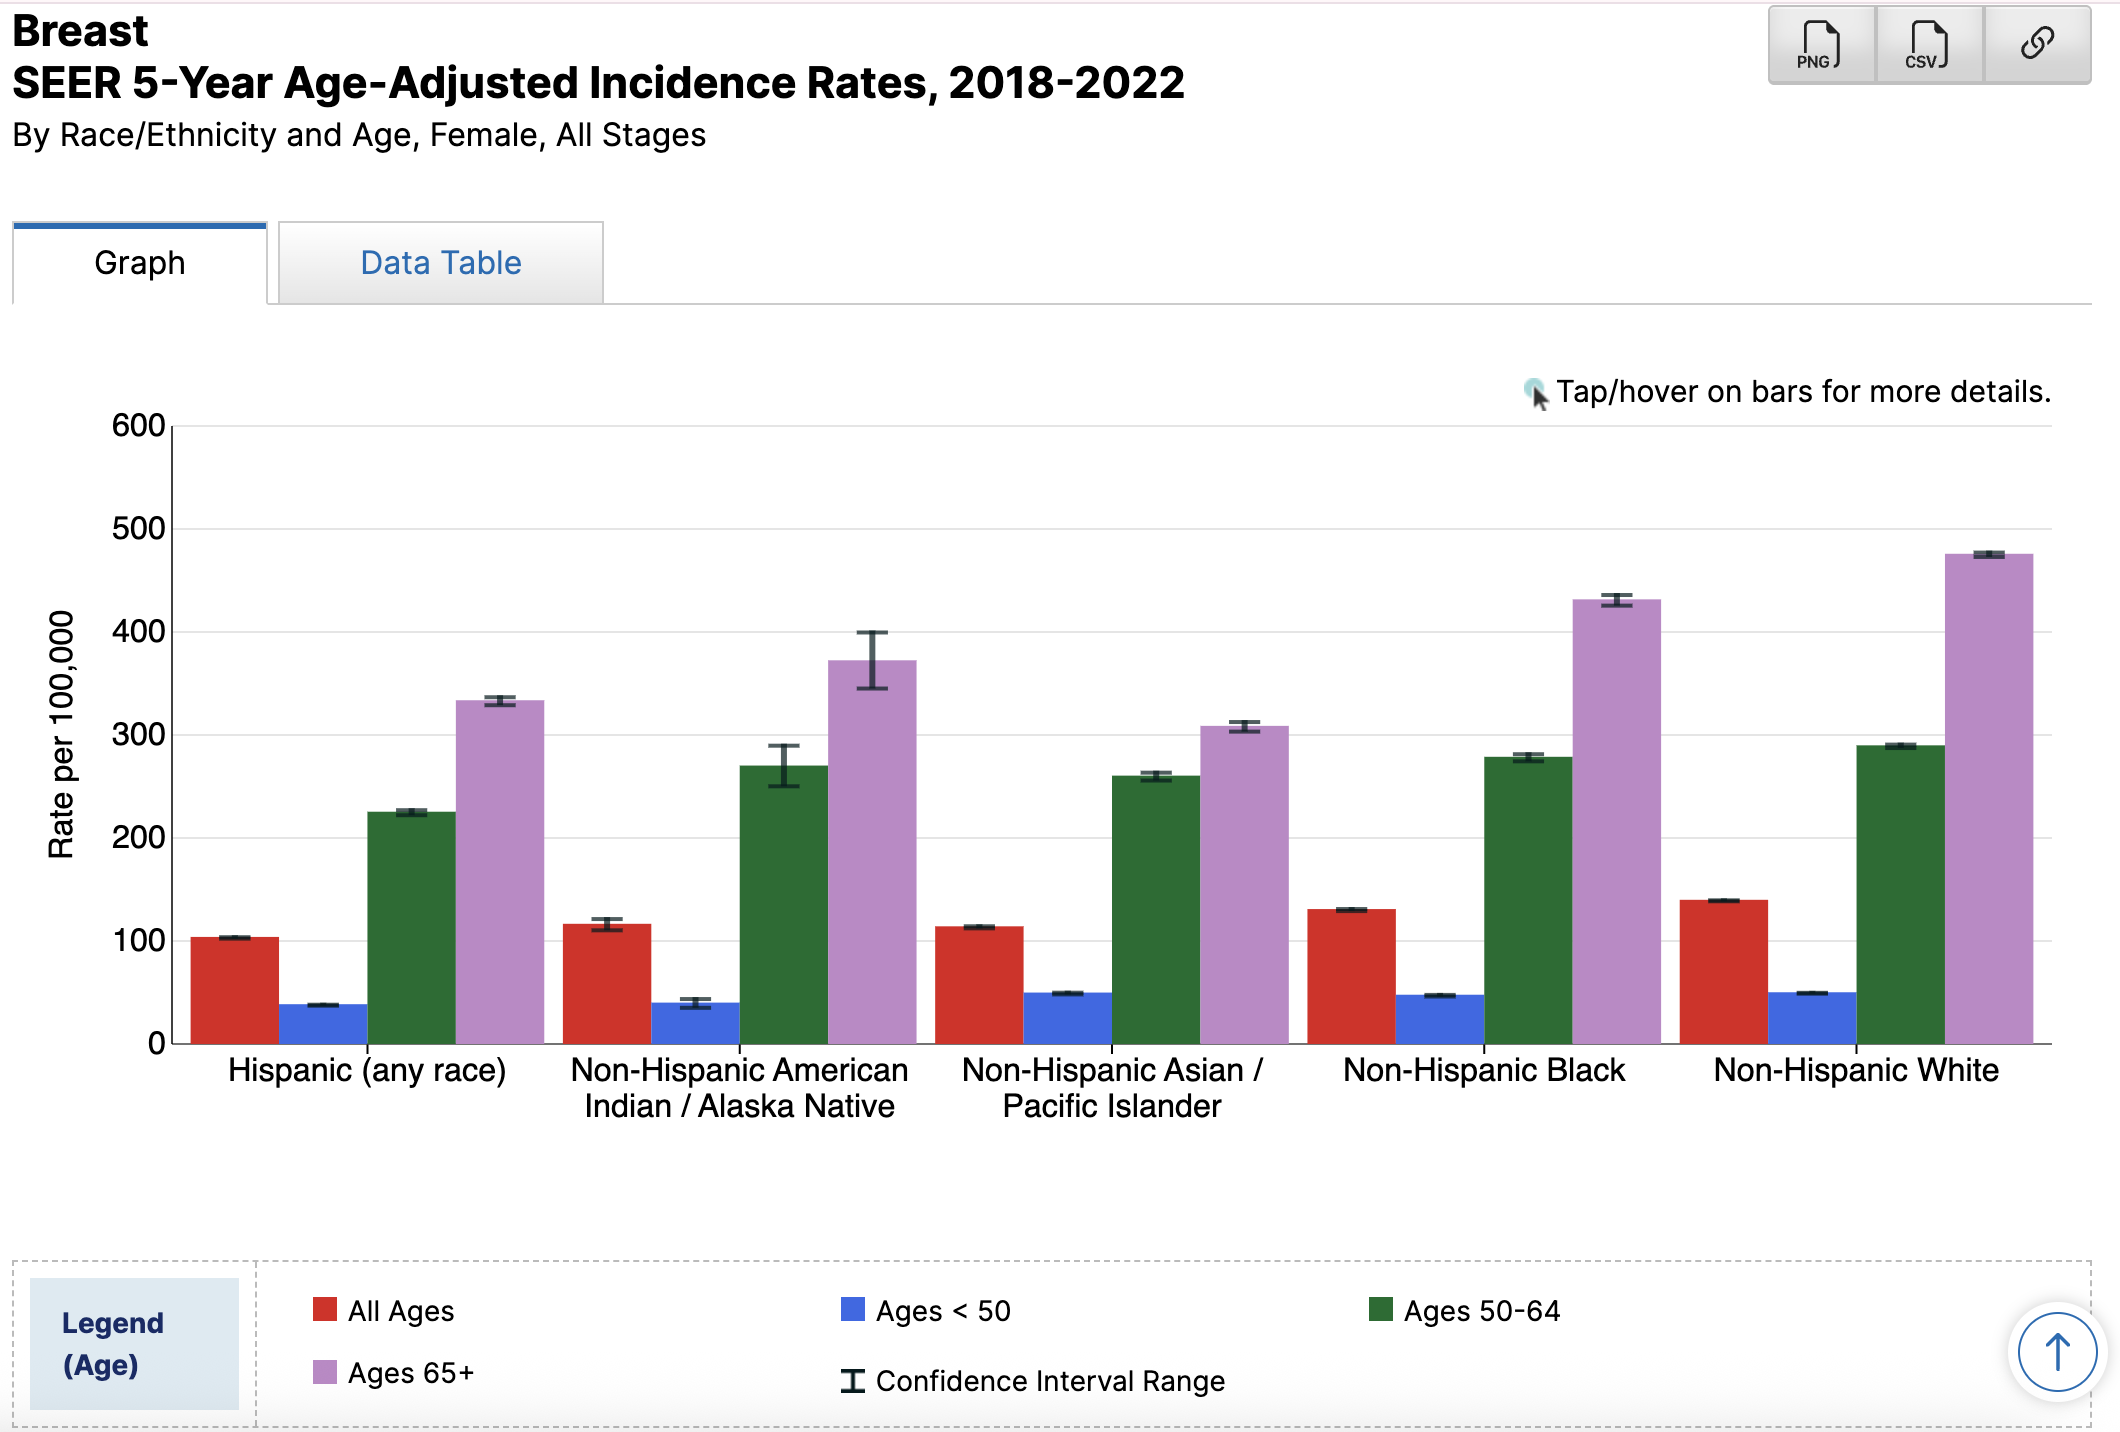 Breast
SEER 5-Year Age-Adjusted Incidence Rates, 2018-2022
By Race/Ethnicity and Age, Female, All Stages
PNG
CSV
Graph
Data Table
Tap/hover on bars for more details.
Rate per 100,000
600
500
400
300
200
100
0
Hispanic (any race)
Non-Hispanic American
Indian / Alaska Native
Non-Hispanic Asian /
Pacific Islander
Non-Hispanic Black
Non-Hispanic White
Legend
(Age)
All Ages
Ages < 50
Ages 50-64
Ages 65+
Confidence Interval Range